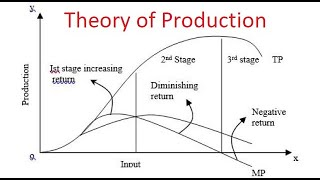 Theory of Production
y.
Ist stage increasing
return
2nd Stage
3rd stage
TP
Diminishing
return
Negative
return
Production
x
Input
MP